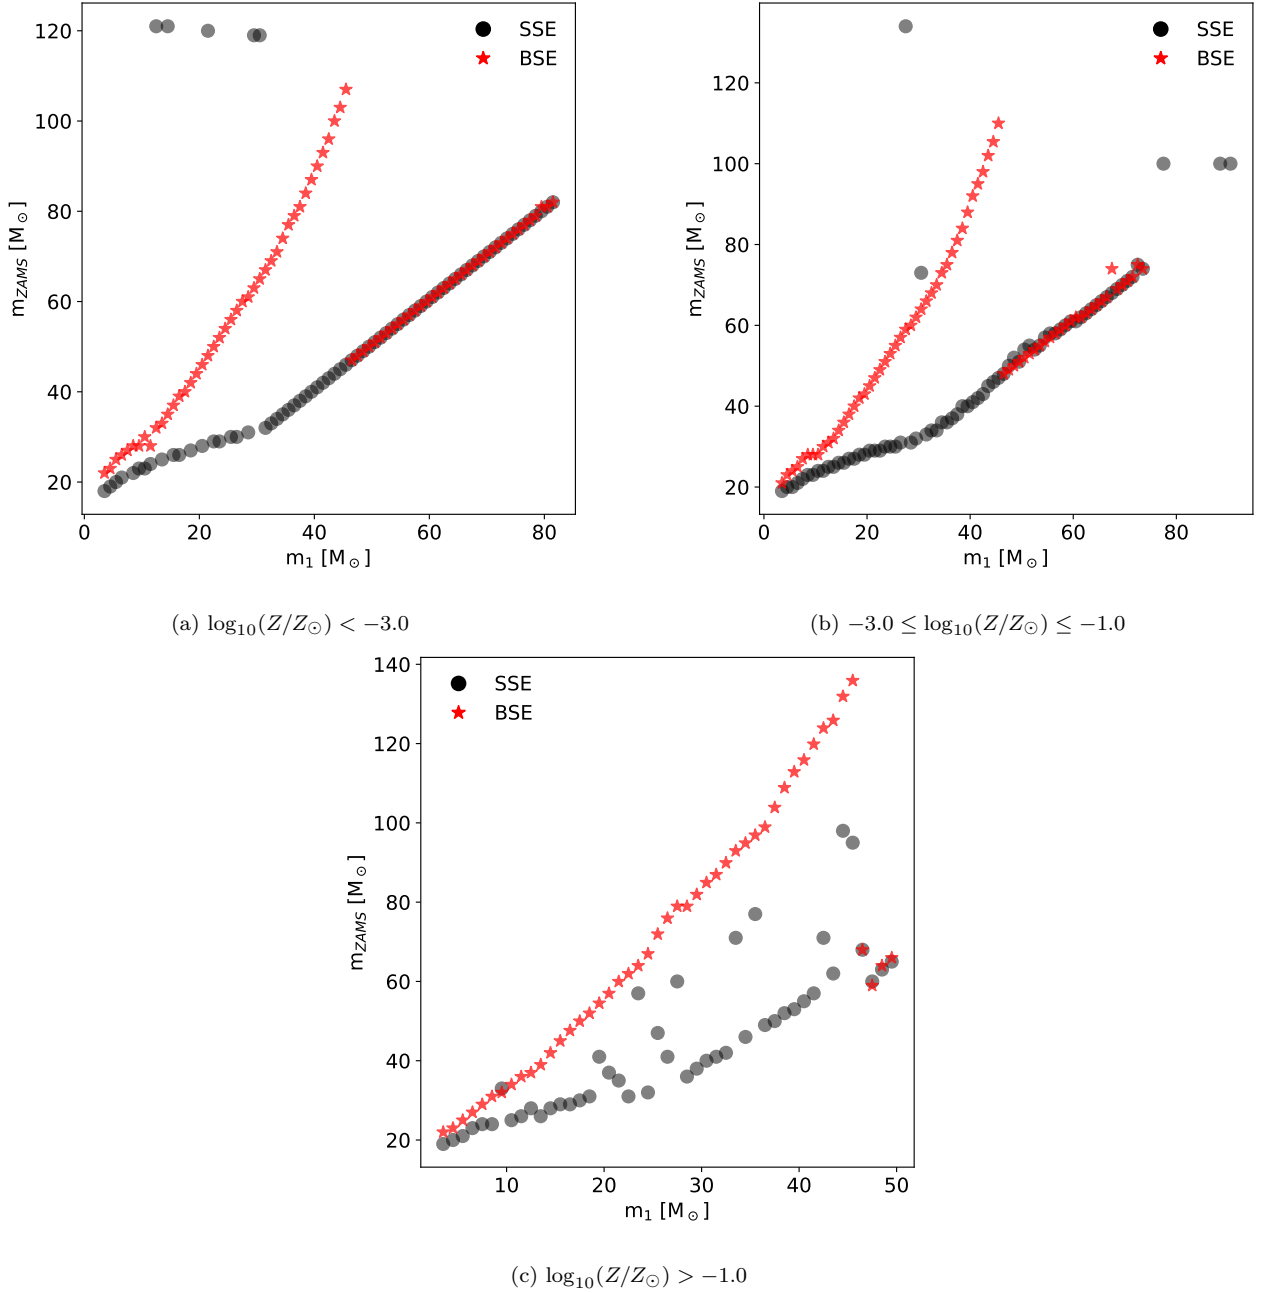 120
100
80
60
40
20
m_ZAMS [M_⊙]
SSE
BSE
0 20 40 60 80
m_1 [M_⊙]
(a) log_10(Z/Z_⊙) < −3.0
120
100
80
60
40
20
m_ZAMS [M_⊙]
SSE
BSE
0 20 40 60 80
m_1 [M_⊙]
(b) −3.0 ≤ log_10(Z/Z_⊙) ≤ −1.0
140
120
100
80
60
40
20
m_ZAMS [M_⊙]
SSE
BSE
10 20 30 40 50
m_1 [M_⊙]
(c) log_10(Z/Z_⊙) > −1.0